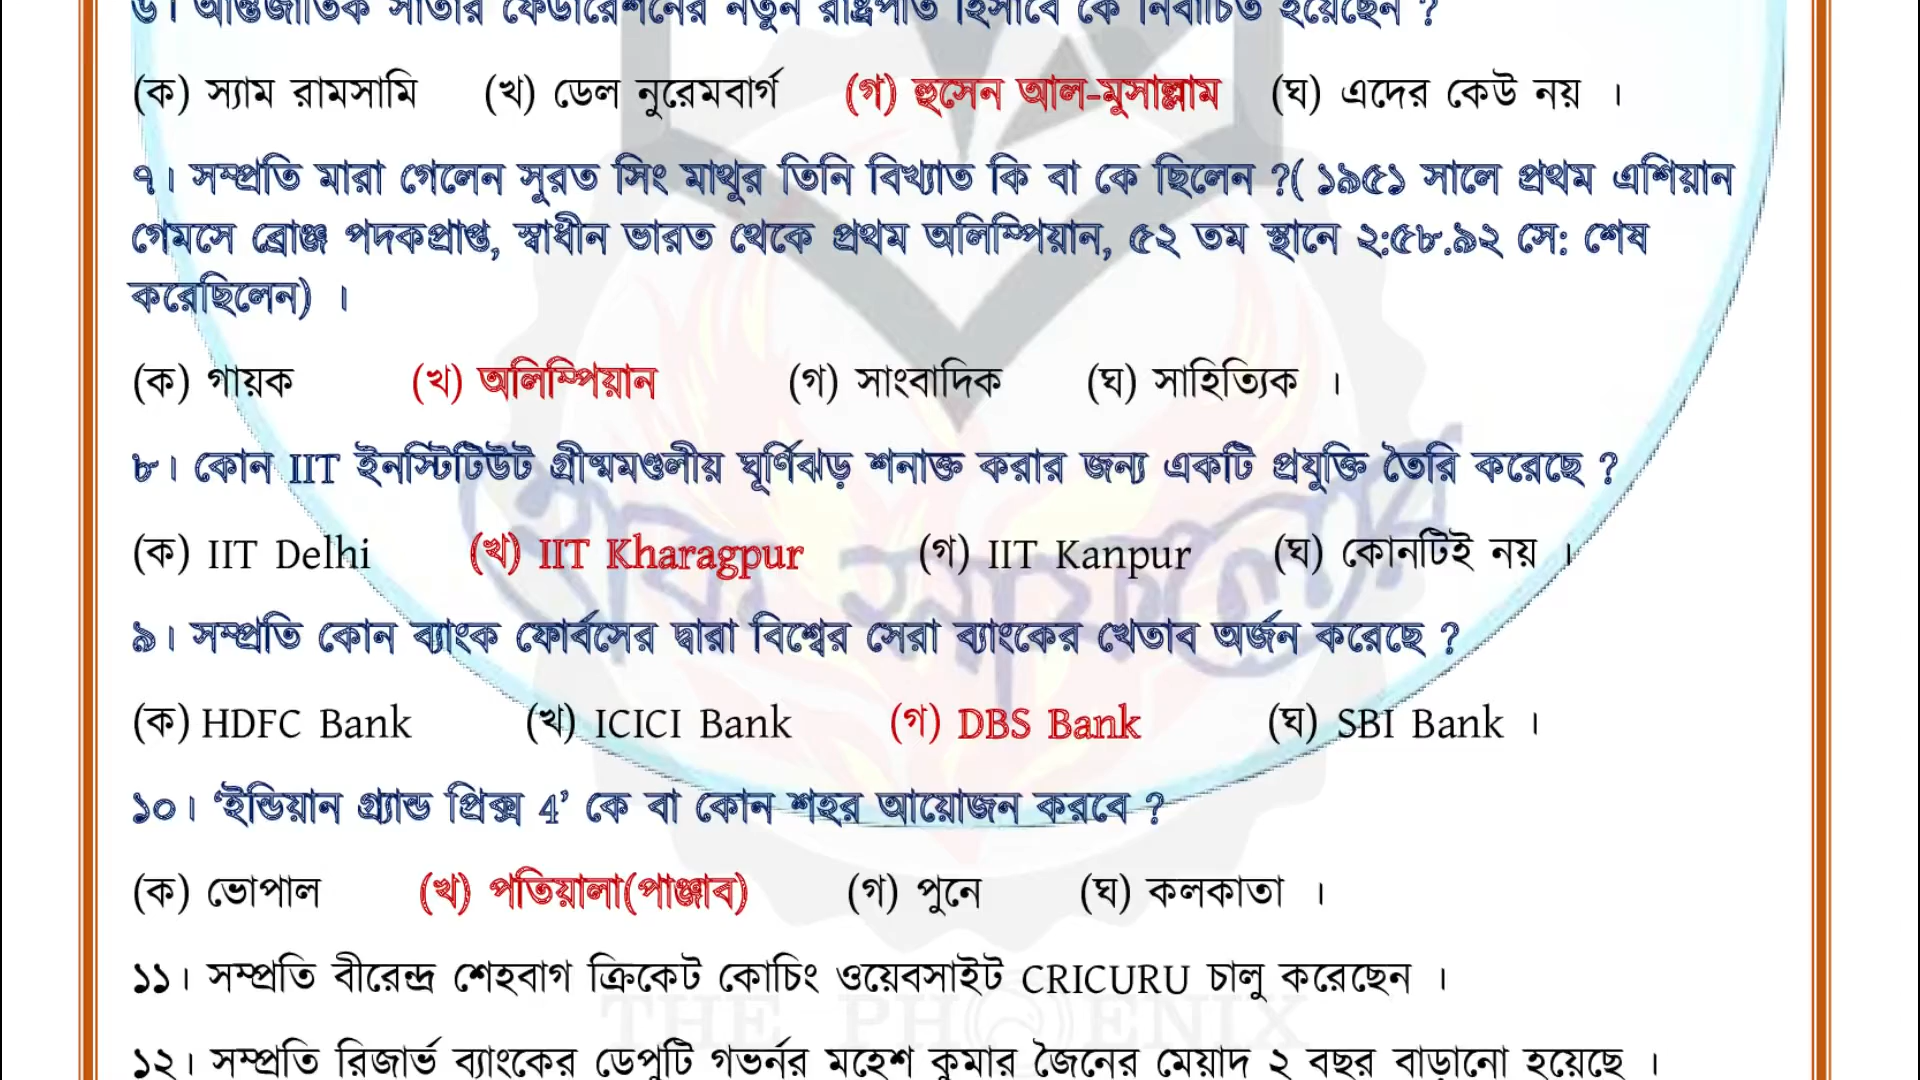 ৬। আন্তর্জাতিক সাঁতার ফেডারেশনের নতুন রাষ্ট্রপতি হিসাবে কে নির্বাচিত হয়েছেন ?
(ক) স্যাম রামসামি (খ) ডেল নুরেমবার্গ (গ) হুসেন আল-মুসাল্লাম (ঘ) এদের কেউ নয় ।
৭। সম্প্রতি মারা গেলেন সুরত সিং মাথুর তিনি বিখ্যাত কি বা কে ছিলেন ?( ১৯৫১ সালে প্রথম এশিয়ান
গেমসে ব্রোঞ্জ পদকপ্রাপ্ত, স্বাধীন ভারত থেকে প্রথম অলিম্পিয়ান, ৫২ তম স্থানে ২:৫৮.৯২ সে: শেষ
করেছিলেন) ।
(ক) গায়ক (খ) অলিম্পিয়ান (গ) সাংবাদিক (ঘ) সাহিত্যিক ।
৮। কোন IIT ইনস্টিটিউট গ্রীষ্মমণ্ডলীয় ঘূর্ণিঝড় শনাক্ত করার জন্য একটি প্রযুক্তি তৈরি করেছে ?
(ক) IIT Delhi (খ) IIT Kharagpur (গ) IIT Kanpur (ঘ) কোনটিই নয় ।
৯। সম্প্রতি কোন ব্যাংক ফোর্বসের দ্বারা বিশ্বের সেরা ব্যাংকের খেতাব অর্জন করেছে ?
(ক) HDFC Bank (খ) ICICI Bank (গ) DBS Bank (ঘ) SBI Bank ।
১০। ‘ইন্ডিয়ান গ্র্যান্ড প্রিক্স 4’ কে বা কোন শহর আয়োজন করবে ?
(ক) ভোপাল (খ) পতিয়ালা(পাঞ্জাব) (গ) পুনে (ঘ) কলকাতা ।
১১। সম্প্রতি বীরেন্দ্র শেহবাগ ক্রিকেট কোচিং ওয়েবসাইট CRICURU চালু করেছেন ।
THE PHOENIX
১২। সম্প্রতি রিজার্ভ ব্যাংকের ডেপুটি গভর্নর মহেশ কুমার জৈনের মেয়াদ ২ বছর বাড়ানো হয়েছে ।